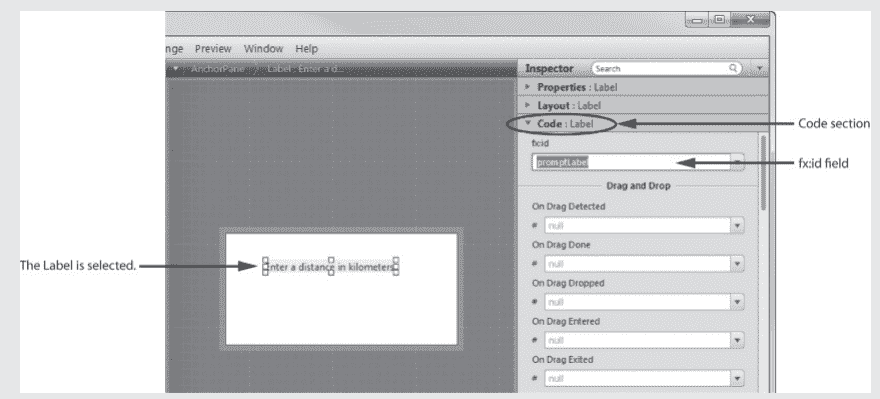 nge Preview Window Help
AnchorPane Label : Enter a d...
Inspector Search
Properties : Label
Layout : Label
Code : Label
Code section
fx:id
promptLabel
fx:id field
Drag and Drop
On Drag Detected
# null
On Drag Done
The Label is selected.
Enter a distance in kilometers
# null
On Drag Dropped
# null
On Drag Entered
# null
On Drag Exited
# null